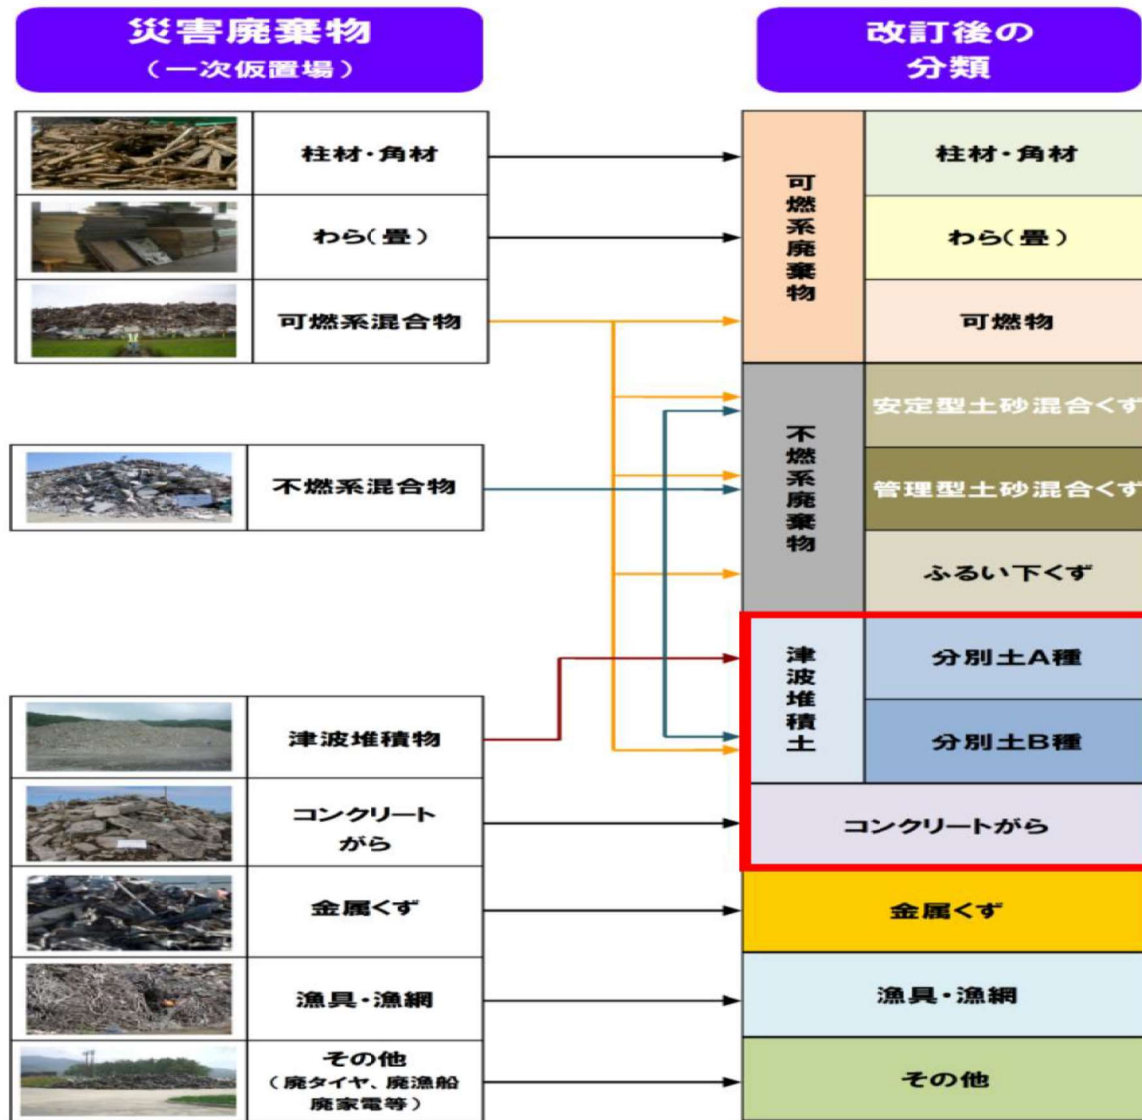 災害廃棄物
（一次仮置場）
改訂後の
分類
柱材・角材
わら（畳）
可燃系混合物
不燃系混合物
津波堆積物
コンクリート
がら
金属くず
漁具・漁網
その他
（廃タイヤ、廃漁船
廃家電等）
可燃系廃棄物
柱材・角材
わら（畳）
可燃物
不燃系廃棄物
安定型土砂混合くず
管理型土砂混合くず
ふるい下くず
津波堆積土
分別土A種
分別土B種
コンクリートがら
金属くず
漁具・漁網
その他